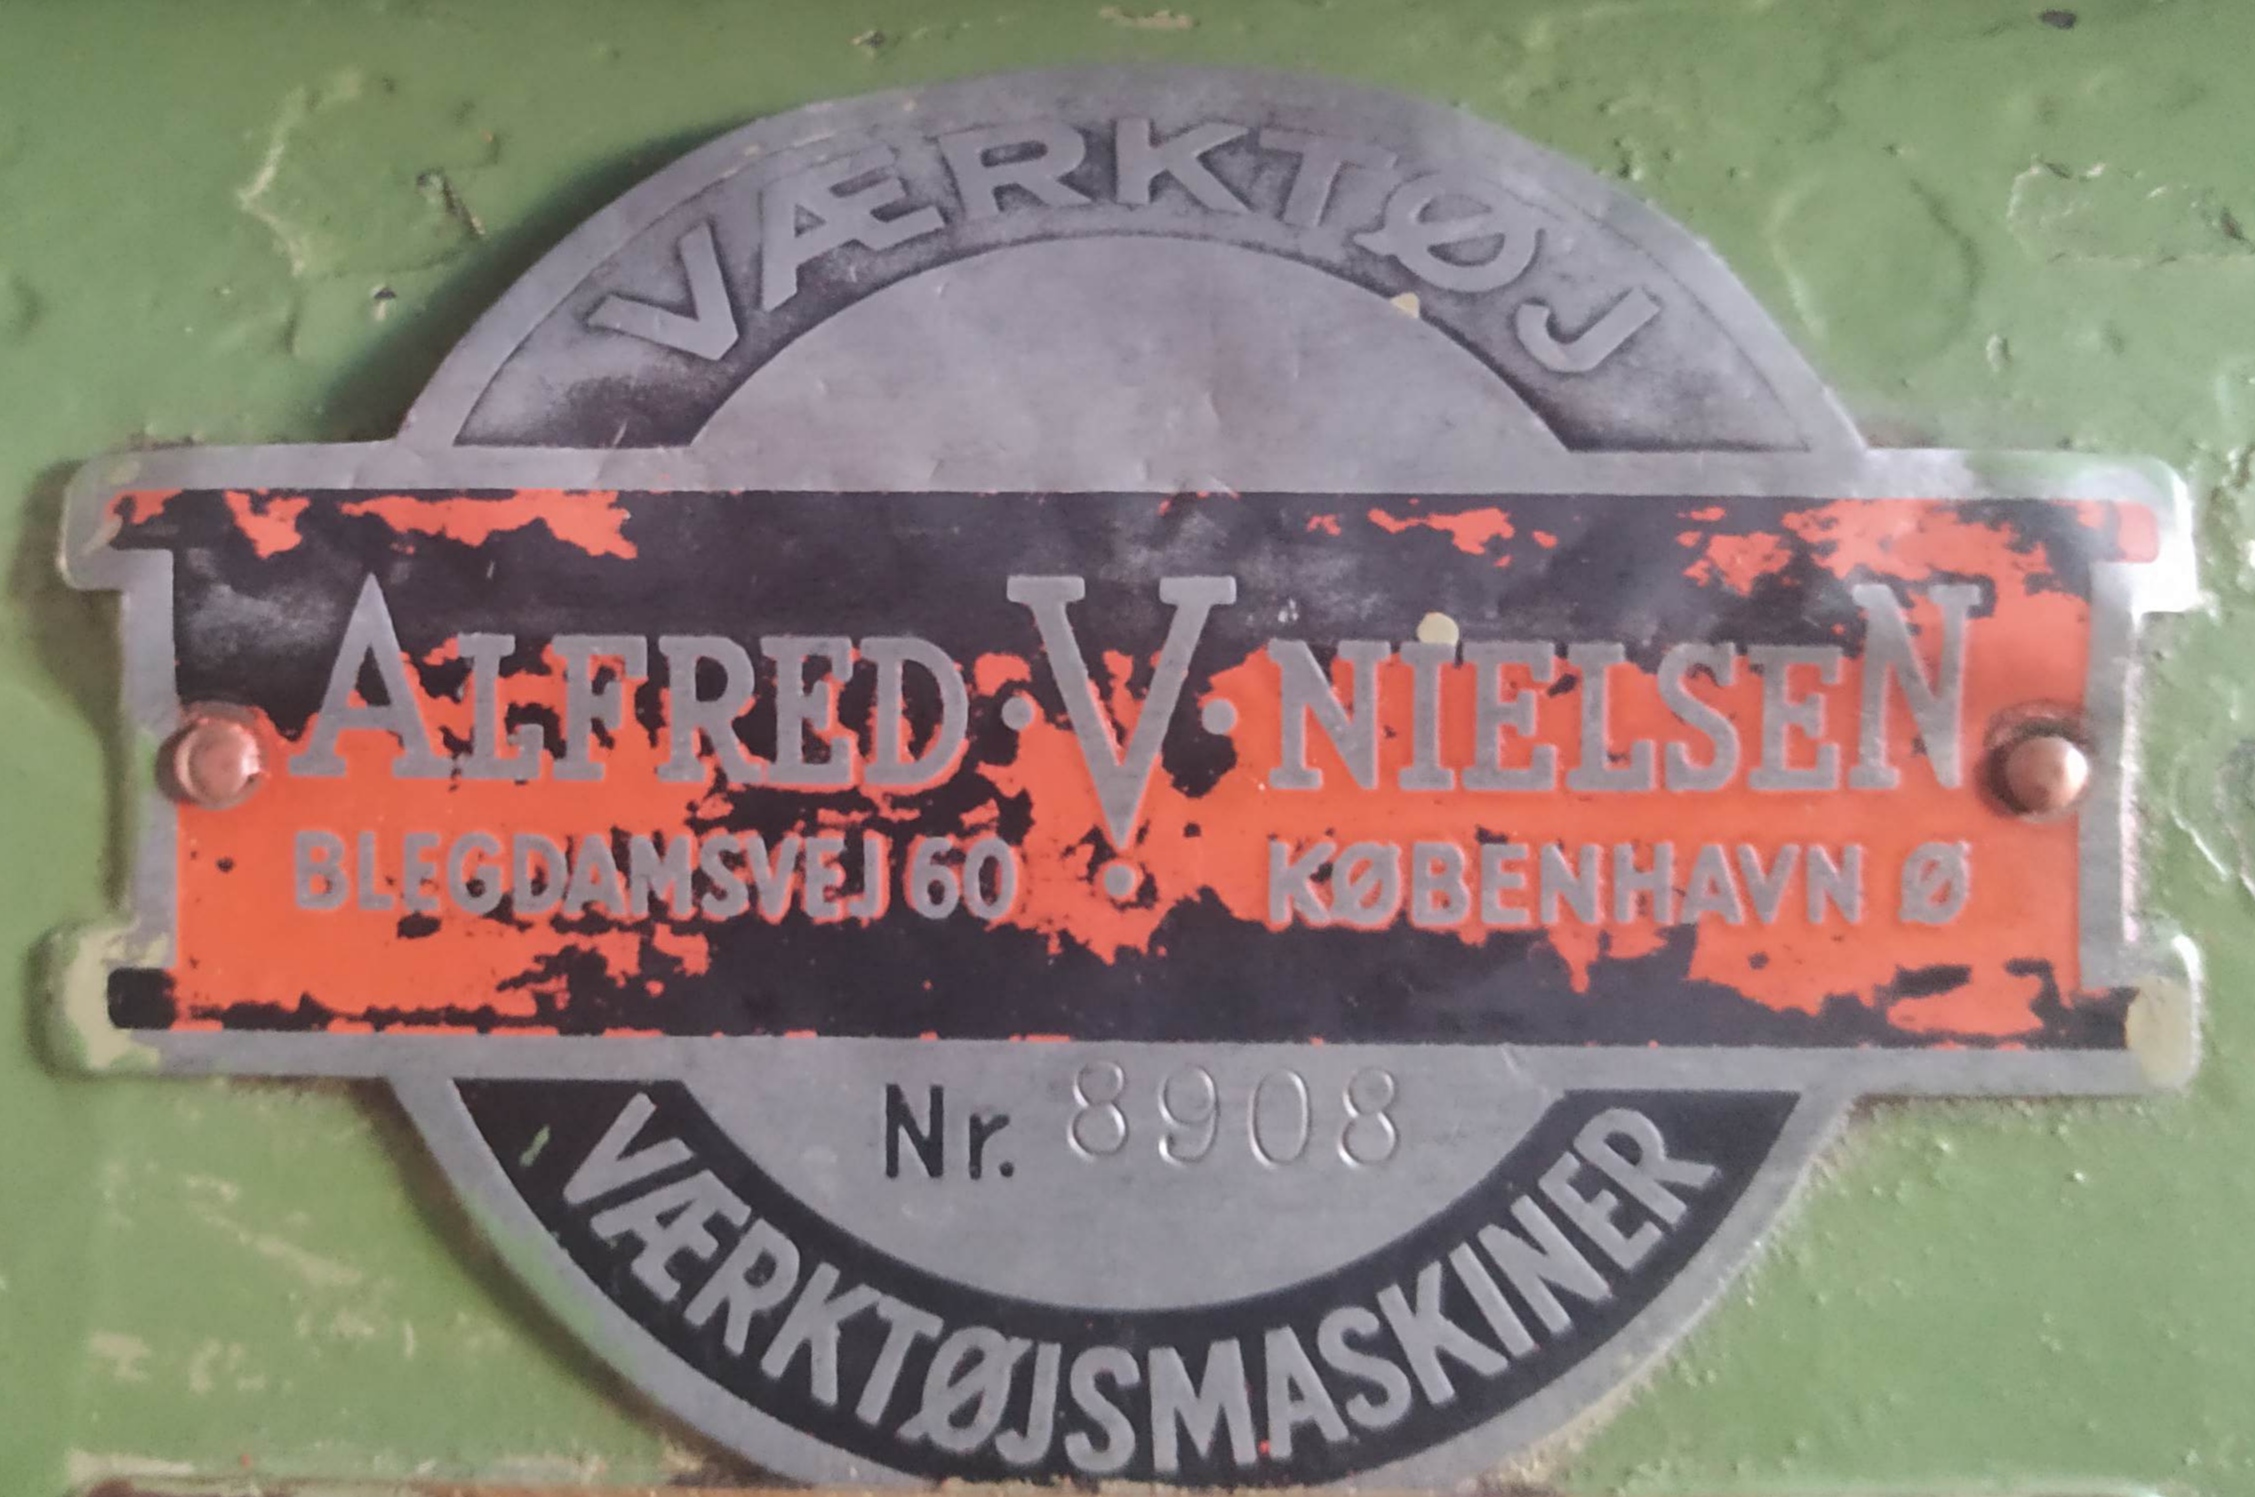 VÆRKTØJ
ALFRED · V · NIELSEN
BLEGDAMSVEJ 60 KØBENHAVN Ø
Nr. 8908
VÆRKTØJSMASKINER